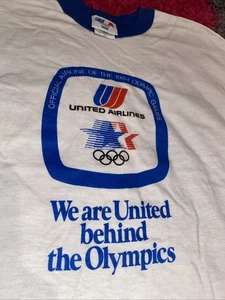 OFFICIAL AIRLINE OF THE 1984 OLYMPIC GAMES
UNITED AIRLINES
We are United
behind
the Olympics